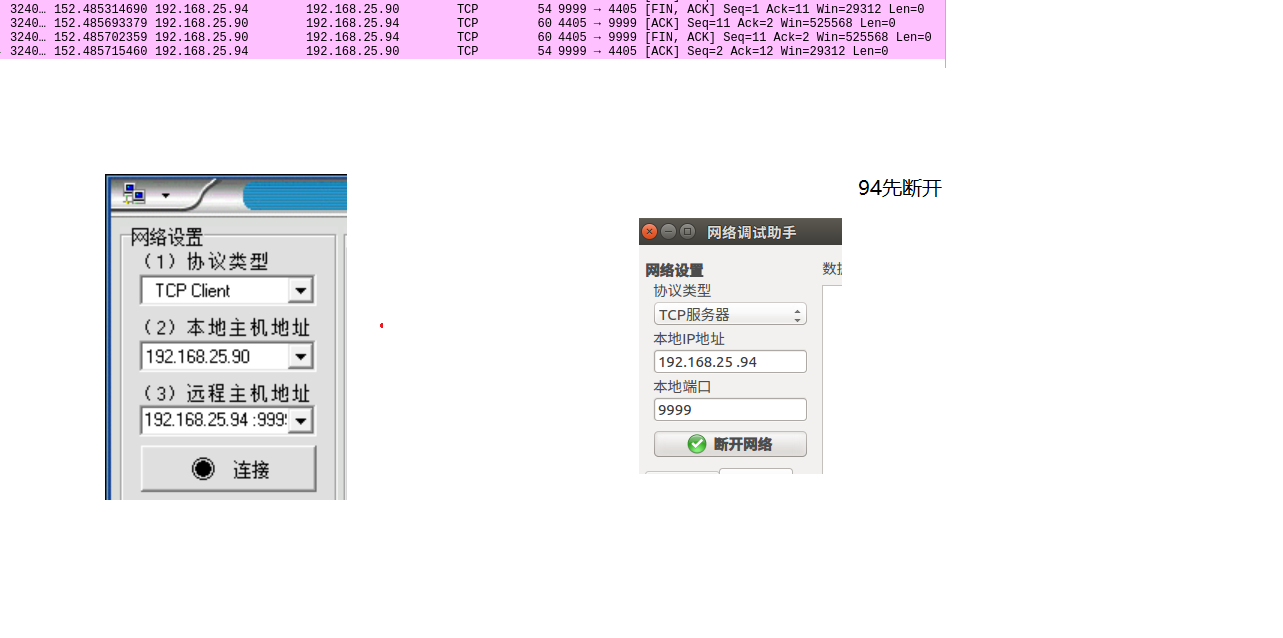 3240… 152.485314690 192.168.25.94 192.168.25.90 TCP 54 9999 → 4405 [FIN, ACK] Seq=1 Ack=11 Win=29312 Len=0
3240… 152.485693379 192.168.25.90 192.168.25.94 TCP 60 4405 → 9999 [ACK] Seq=11 Ack=2 Win=525568 Len=0
3240… 152.485702359 192.168.25.90 192.168.25.94 TCP 60 4405 → 9999 [FIN, ACK] Seq=11 Ack=2 Win=525568 Len=0
3240… 152.485715460 192.168.25.94 192.168.25.90 TCP 54 9999 → 4405 [ACK] Seq=2 Ack=12 Win=29312 Len=0
94先断开
网络设置
（1）协议类型
TCP Client
（2）本地主机地址
192.168.25.90
（3）远程主机地址
192.168.25.94 :999
连接
网络调试助手
网络设置
协议类型
TCP服务器
本地IP地址
192.168.25 .94
本地端口
9999
断开网络